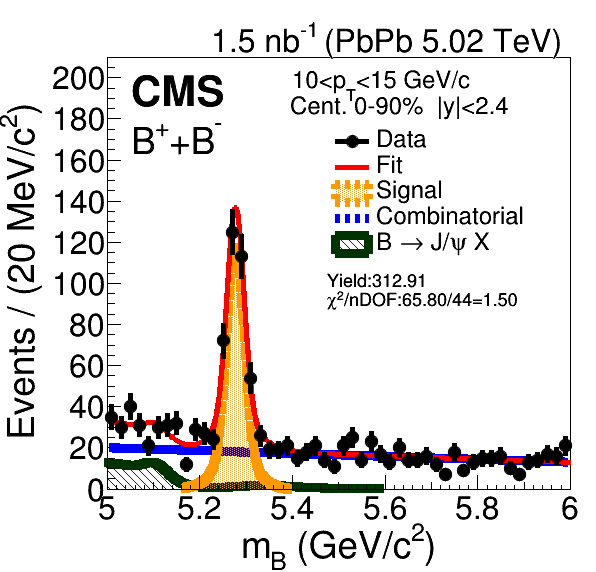 1.5 nb⁻¹ (PbPb 5.02 TeV)
CMS
B⁺+B⁻
10<p_T<15 GeV/c
Cent. 0-90% |y|<2.4
Data
Fit
Signal
Combinatorial
B → J/ψ X
Yield:312.91
χ²/nDOF:65.80/44=1.50
Events / (20 MeV/c²)
200
180
160
140
120
100
80
60
40
20
0
5 5.2 5.4 5.6 5.8 6
m_B (GeV/c²)